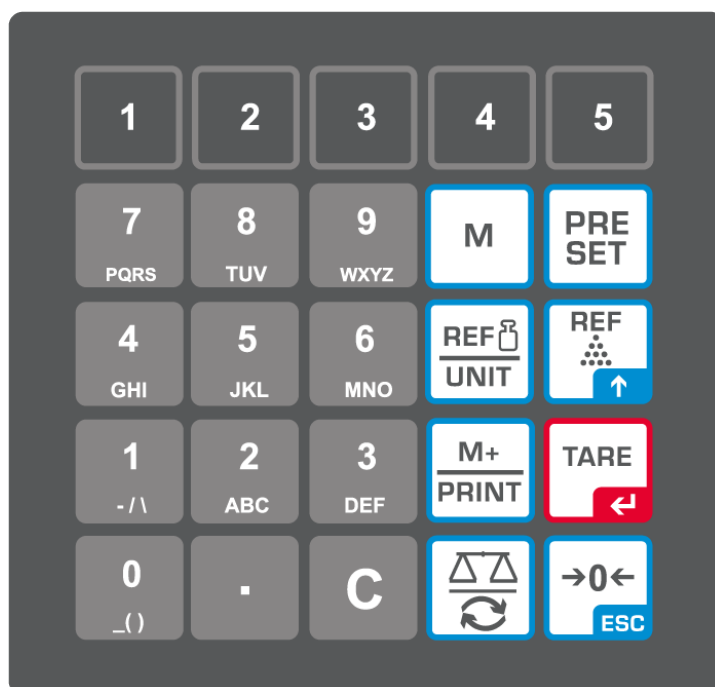 1 2 3 4 5
7 8 9 M PRE
PQRS TUV WXYZ SET
4 5 6 REF REF
GHI JKL MNO UNIT ↑
1 2 3 M+ TARE
- / \ ABC DEF PRINT ↵
0 . C →0←
_( ) ESC